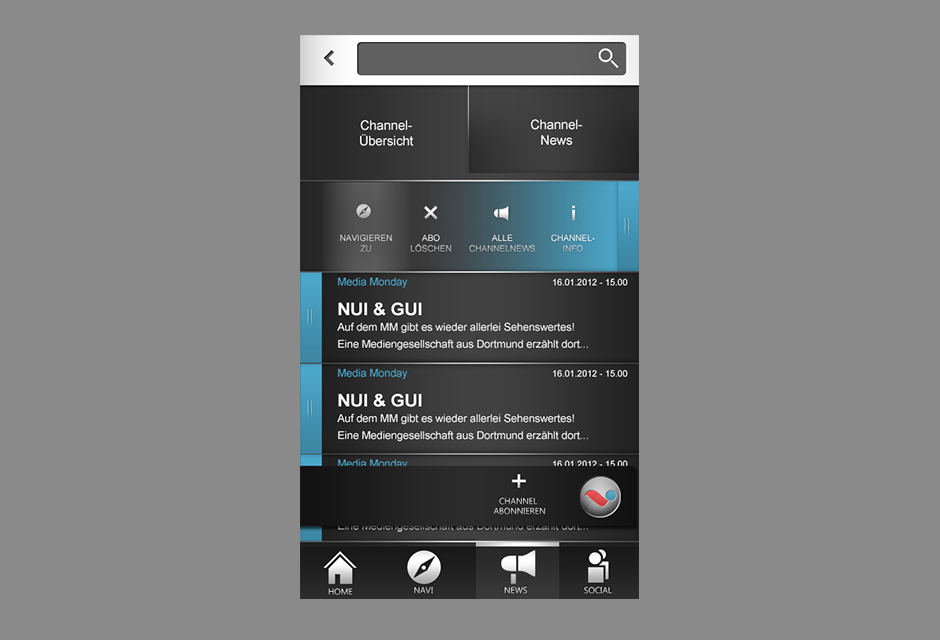 Channel-
Übersicht
Channel-
News
NAVIGIEREN
ZU
ABO
LÖSCHEN
ALLE
CHANNELNEWS
CHANNEL-
INFO
Media Monday 16.01.2012 - 15.00
NUI & GUI
Auf dem MM gibt es wieder allerlei Sehenswertes!
Eine Mediengesellschaft aus Dortmund erzählt dort...
Media Monday 16.01.2012 - 15.00
NUI & GUI
Auf dem MM gibt es wieder allerlei Sehenswertes!
Eine Mediengesellschaft aus Dortmund erzählt dort...
Media Monday 16.01.2012 - 15.00
CHANNEL
ABONNIEREN
Eine Mediengesellschaft aus Dortmund erzählt dort...
HOME
NAVI
NEWS
SOCIAL